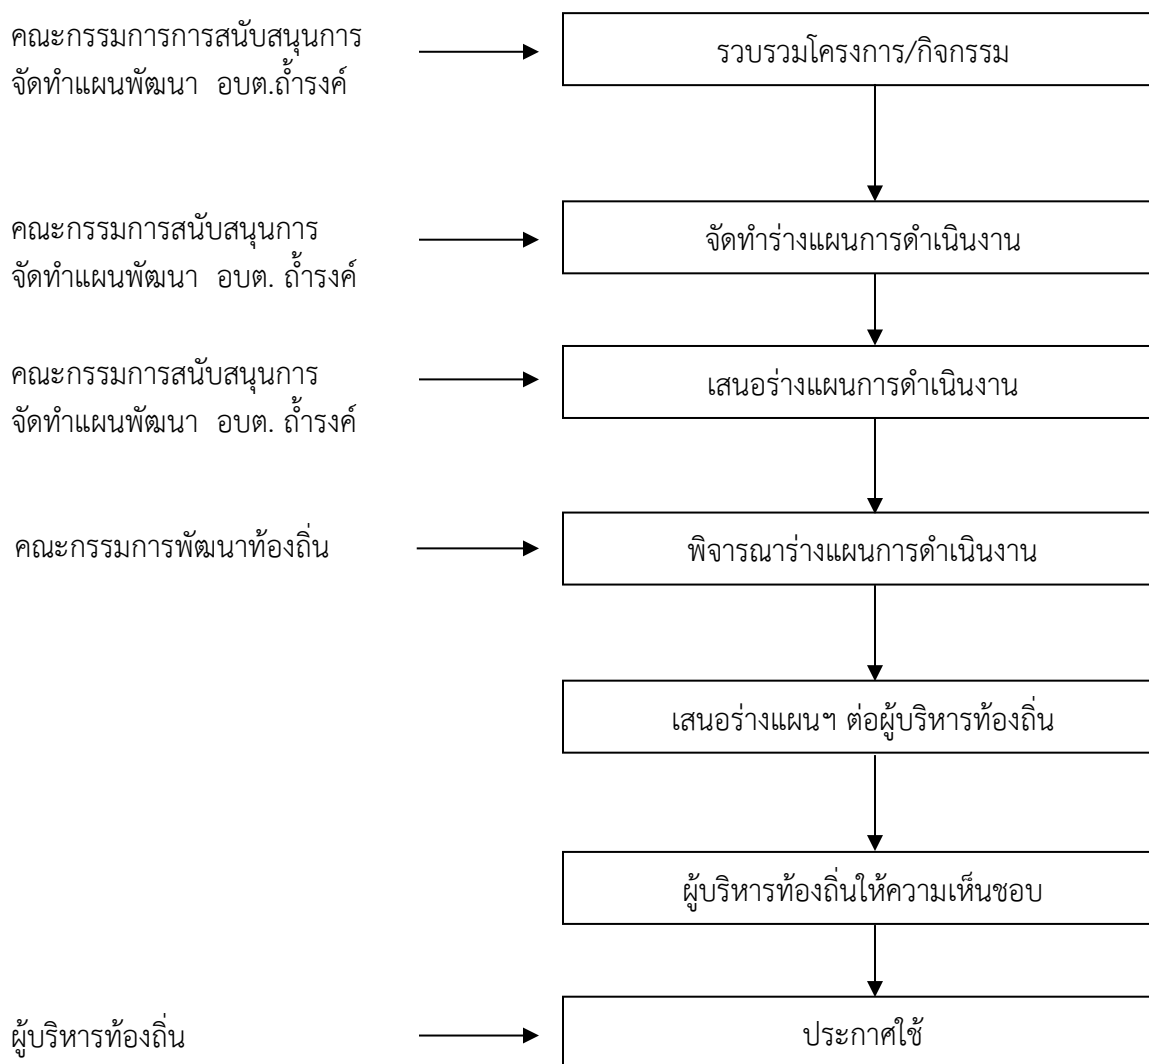 คณะกรรมการการสนับสนุนการ
จัดทำแผนพัฒนา อบต.ถ้ำรงค์
รวบรวมโครงการ/กิจกรรม
คณะกรรมการสนับสนุนการ
จัดทำแผนพัฒนา อบต. ถ้ำรงค์
จัดทำร่างแผนการดำเนินงาน
คณะกรรมการสนับสนุนการ
จัดทำแผนพัฒนา อบต. ถ้ำรงค์
เสนอร่างแผนการดำเนินงาน
คณะกรรมการพัฒนาท้องถิ่น
พิจารณาร่างแผนการดำเนินงาน
เสนอร่างแผนฯ ต่อผู้บริหารท้องถิ่น
ผู้บริหารท้องถิ่นให้ความเห็นชอบ
ผู้บริหารท้องถิ่น
ประกาศใช้